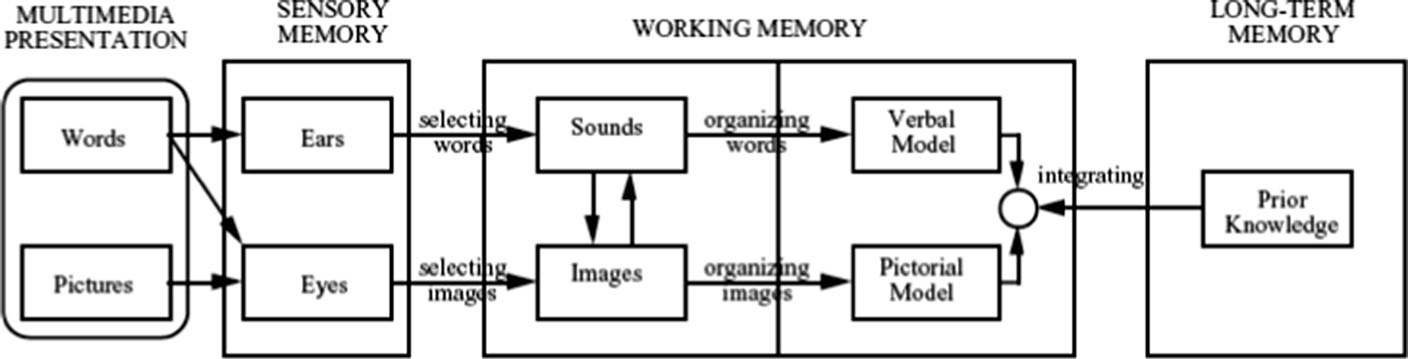 MULTIMEDIA
PRESENTATION
SENSORY
MEMORY
WORKING MEMORY
LONG-TERM
MEMORY
Words
Ears
selecting
words
Sounds
organizing
words
Verbal
Model
integrating
Prior
Knowledge
Pictures
Eyes
selecting
images
Images
organizing
images
Pictorial
Model